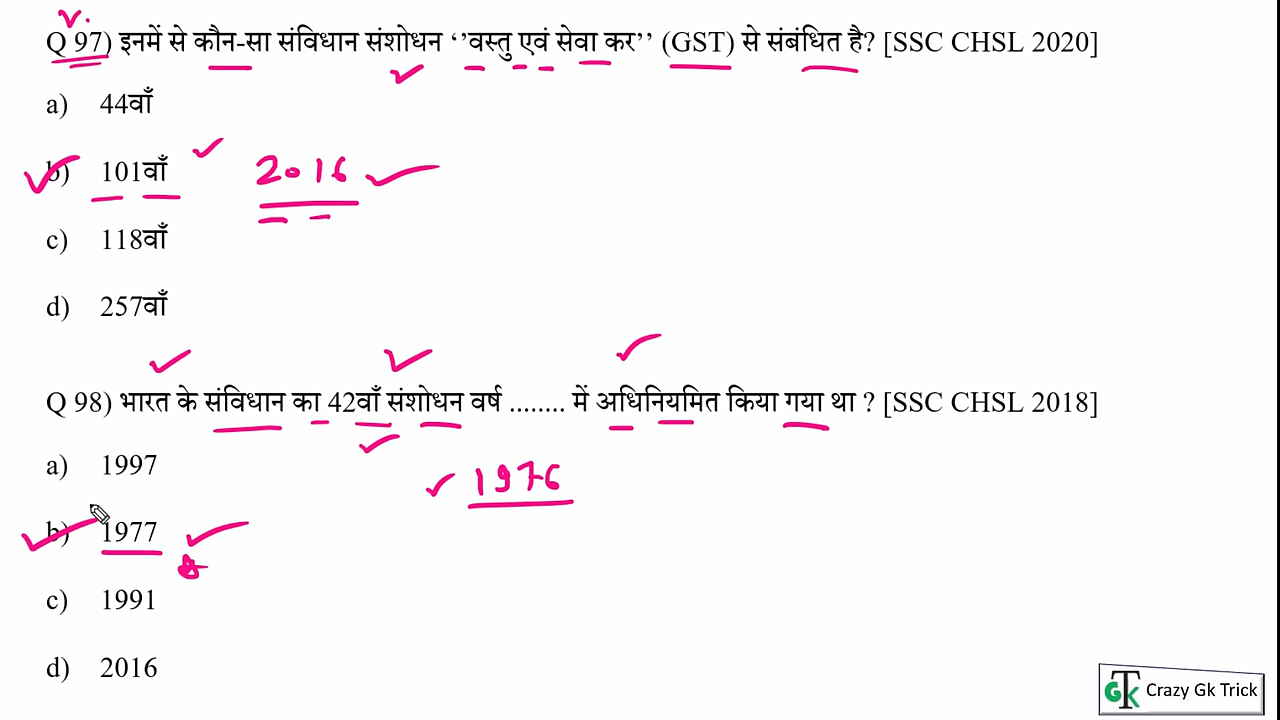 v.
Q 97) इनमें से कौन-सा संविधान संशोधन ‘’वस्तु एवं सेवा कर’’ (GST) से संबंधित है? [SSC CHSL 2020]
a) 44वाँ
b) 101वाँ 2016
c) 118वाँ
d) 257वाँ
Q 98) भारत के संविधान का 42वाँ संशोधन वर्ष ........ में अधिनियमित किया गया था ? [SSC CHSL 2018]
a) 1997
1976
b) 1977
c) 1991
d) 2016
GTK Crazy Gk Trick